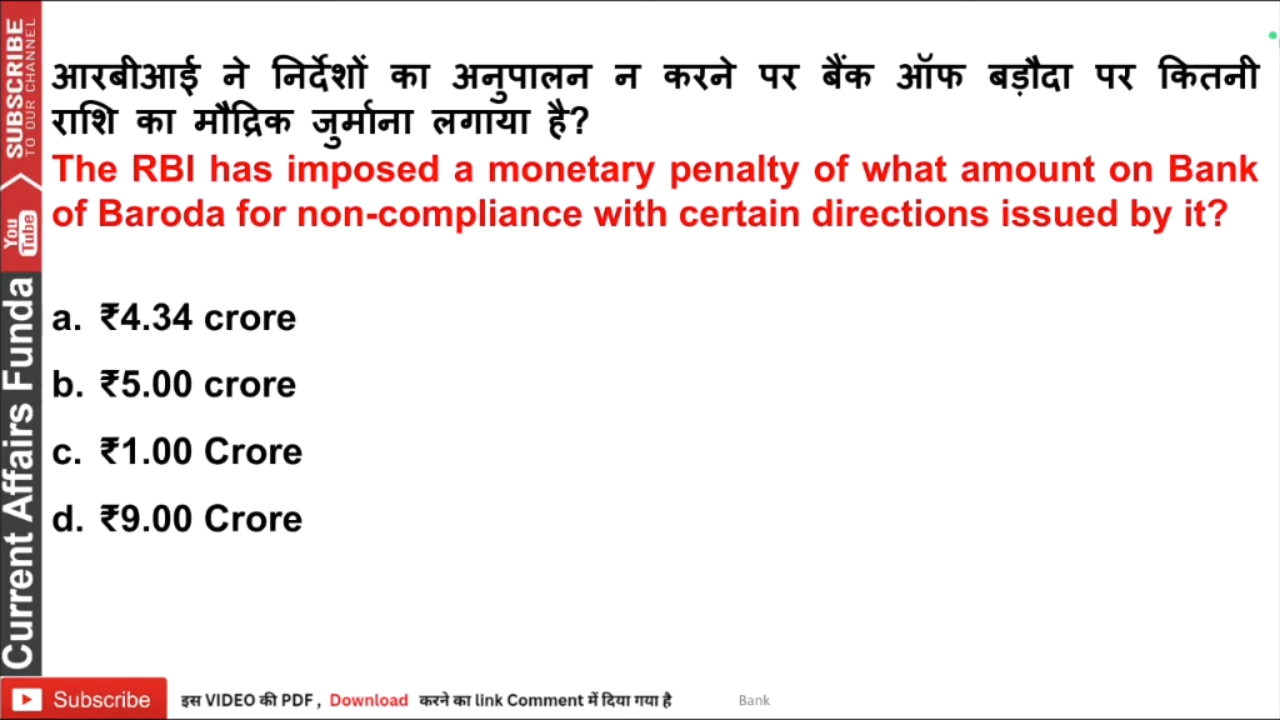 SUBSCRIBE
TO OUR CHANNEL
You
Tube
Current Affairs Funda
आरबीआई ने निर्देशों का अनुपालन न करने पर बैंक ऑफ बड़ौदा पर कितनी
राशि का मौद्रिक जुर्माना लगाया है?
The RBI has imposed a monetary penalty of what amount on Bank
of Baroda for non-compliance with certain directions issued by it?
a. ₹4.34 crore
b. ₹5.00 crore
c. ₹1.00 Crore
d. ₹9.00 Crore
Subscribe इस VIDEO की PDF , Download करने का link Comment में दिया गया है Bank